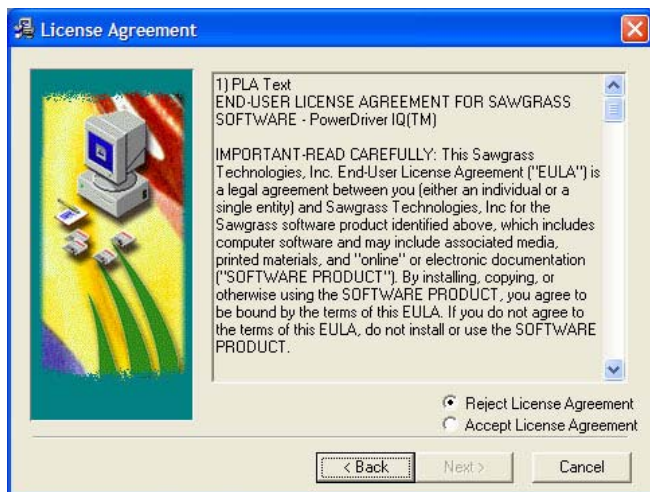 License Agreement
1) PLA Text
END-USER LICENSE AGREEMENT FOR SAWGRASS
SOFTWARE - PowerDriver IQ(TM)
IMPORTANT-READ CAREFULLY: This Sawgrass
Technologies, Inc. End-User License Agreement ("EULA") is
a legal agreement between you (either an individual or a
single entity) and Sawgrass Technologies, Inc for the
Sawgrass software product identified above, which includes
computer software and may include associated media,
printed materials, and "online" or electronic documentation
("SOFTWARE PRODUCT"). By installing, copying, or
otherwise using the SOFTWARE PRODUCT, you agree to
be bound by the terms of this EULA. If you do not agree to
the terms of this EULA, do not install or use the SOFTWARE
PRODUCT.
Reject License Agreement
Accept License Agreement
< Back
Next >
Cancel